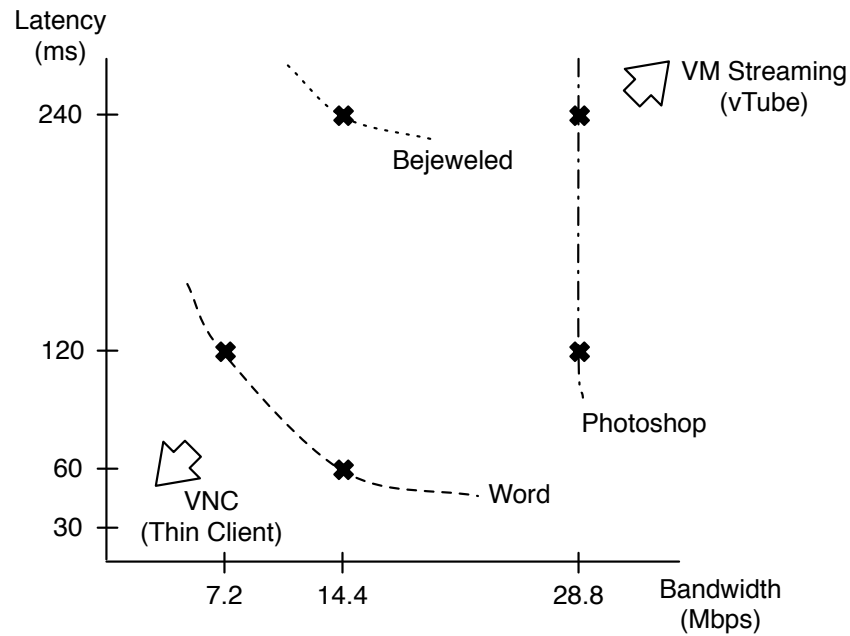 Latency
(ms)
VM Streaming
(vTube)
240
Bejeweled
120
Photoshop
60
Word
VNC
(Thin Client)
30
7.2
14.4
28.8
Bandwidth
(Mbps)